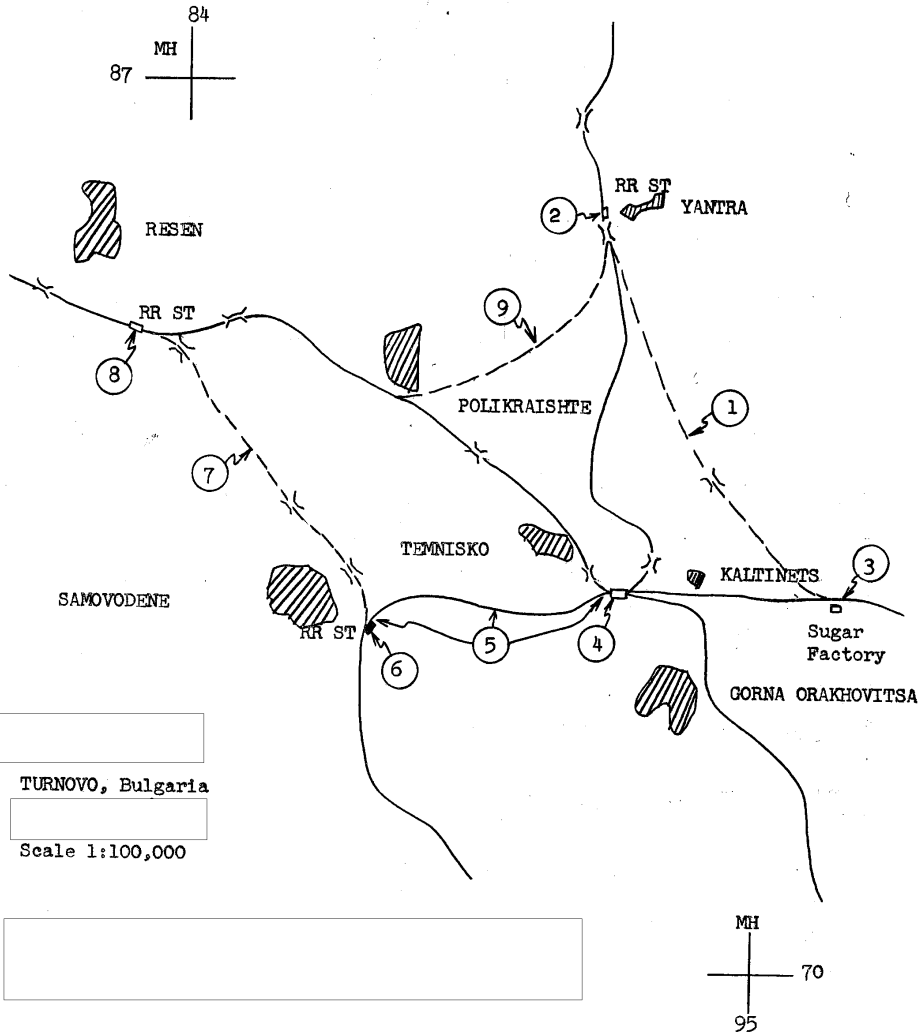 84
MH
87
RR ST
2
YANTRA
RESEN
RR ST
9
8
POLIKRAISHTE
1
7
TEMNISKO
KALTINETS
3
SAMOVODENE
RR ST
5
4
6
Sugar
Factory
GORNA ORAKHOVITSA
TURNOVO, Bulgaria
Scale 1:100,000
MH
70
95